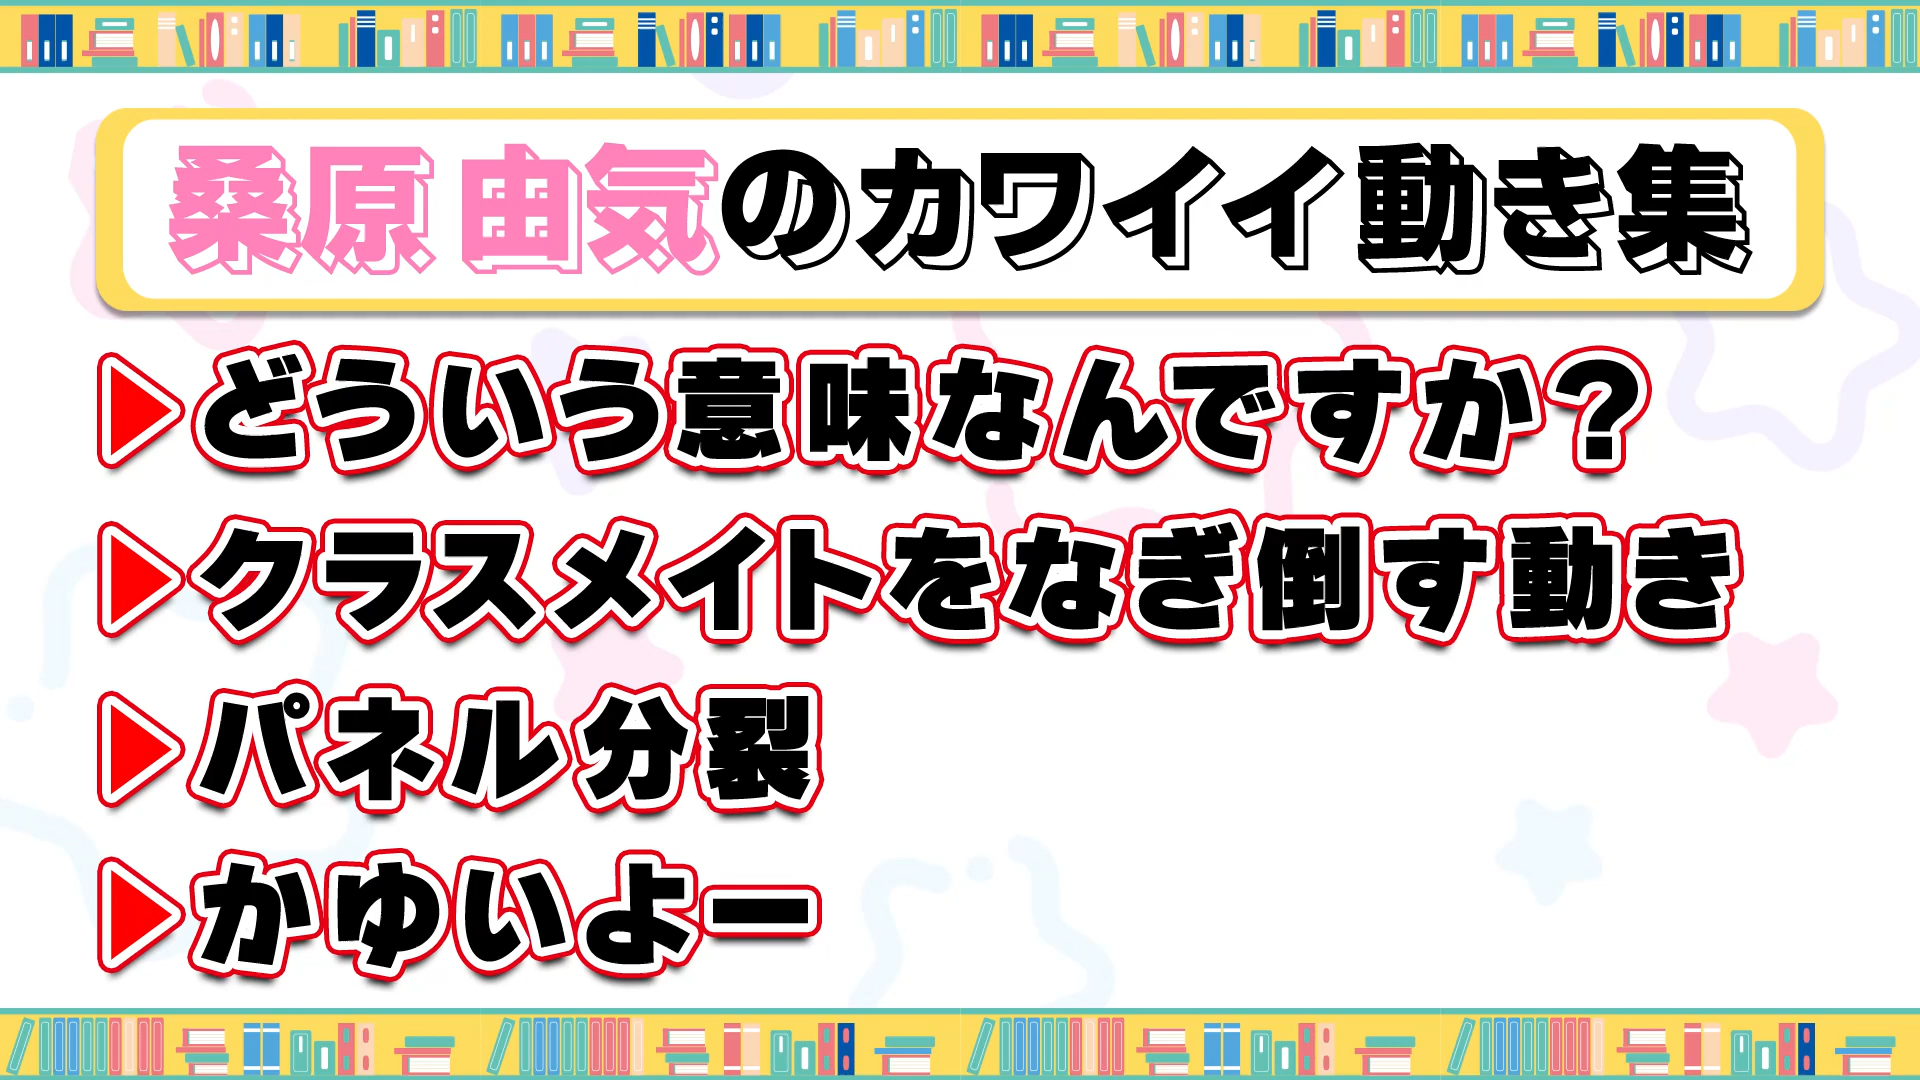 桑原由気のカワイイ動き集
どういう意味なんですか？
クラスメイトをなぎ倒す動き
パネル分裂
かゆいよー